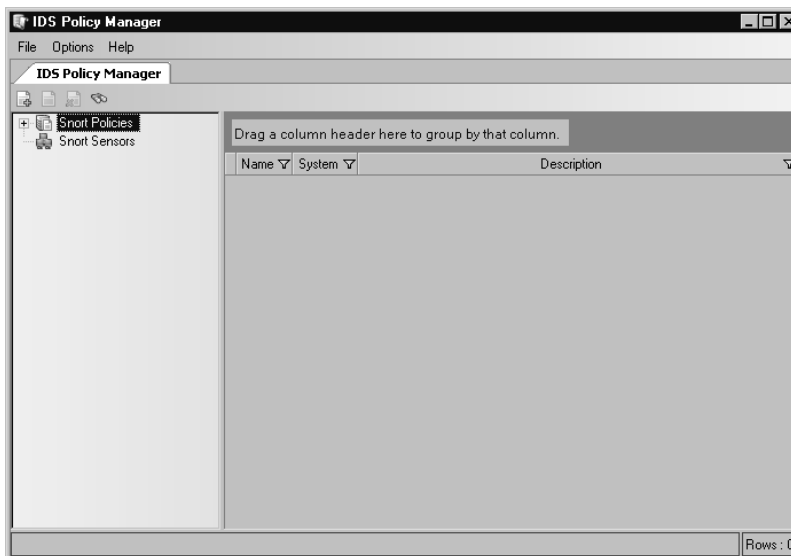 IDS Policy Manager
File Options Help
IDS Policy Manager
Snort Policies
Snort Sensors
Drag a column header here to group by that column.
Name System Description
Rows : 0